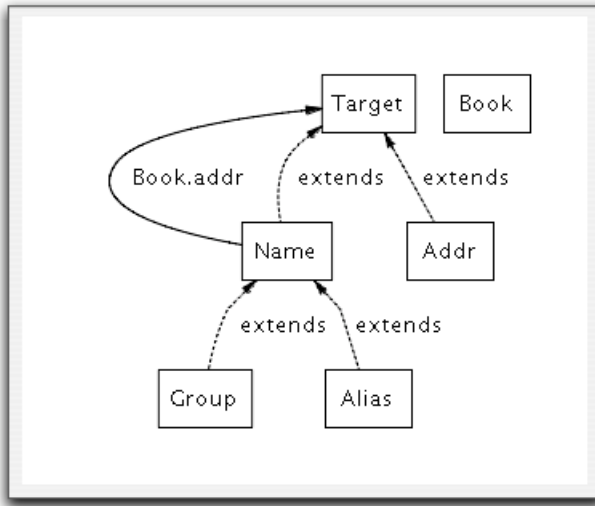 Target
Book
Book.addr
extends
extends
Name
Addr
extends
extends
Group
Alias